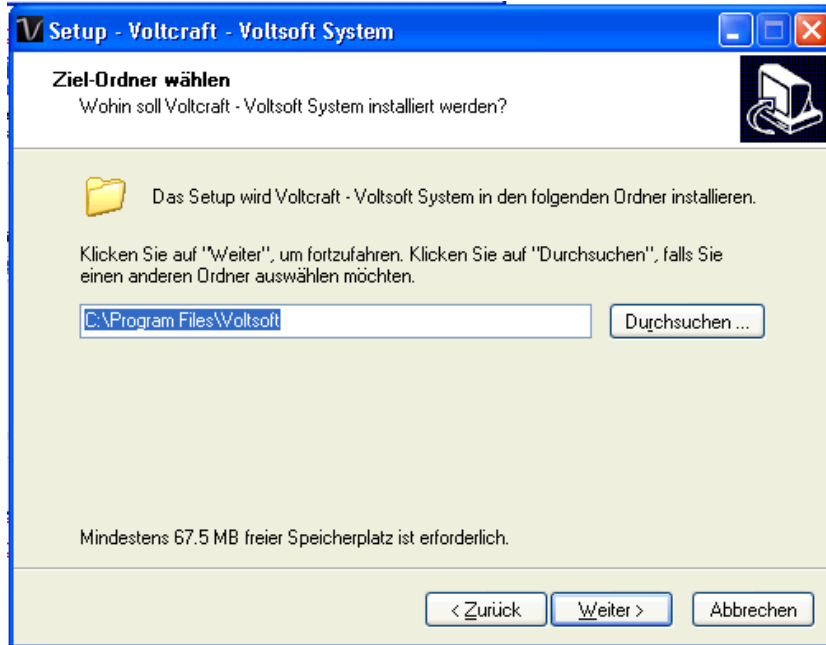 Setup - Voltcraft - Voltsoft System
Ziel-Ordner wählen
Wohin soll Voltcraft - Voltsoft System installiert werden?
Das Setup wird Voltcraft - Voltsoft System in den folgenden Ordner installieren.
Klicken Sie auf "Weiter", um fortzufahren. Klicken Sie auf "Durchsuchen", falls Sie
einen anderen Ordner auswählen möchten.
C:\Program Files\Voltsoft
Durchsuchen ...
Mindestens 67.5 MB freier Speicherplatz ist erforderlich.
< Zurück
Weiter >
Abbrechen